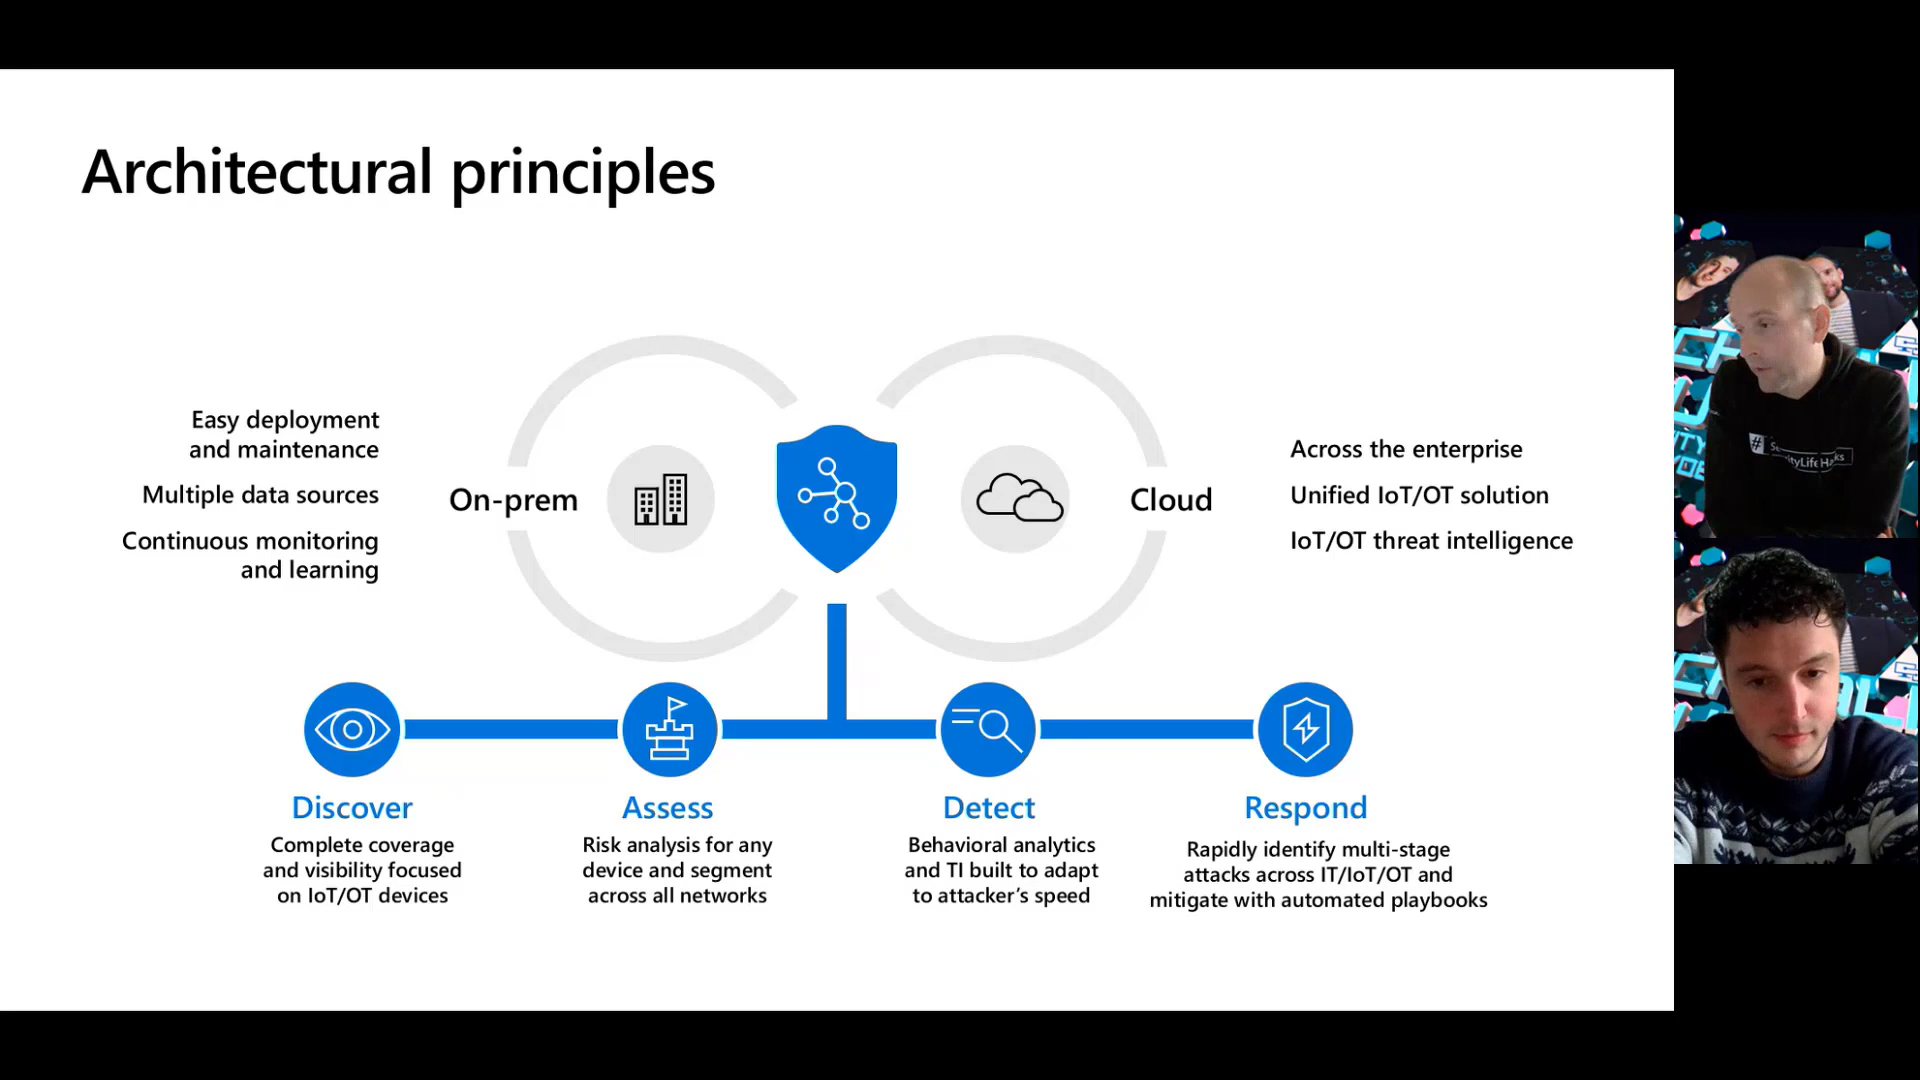 Architectural principles
Easy deployment
and maintenance
Multiple data sources
Continuous monitoring
and learning
On-prem
Cloud
Across the enterprise
Unified IoT/OT solution
IoT/OT threat intelligence
Discover
Complete coverage
and visibility focused
on IoT/OT devices
Assess
Risk analysis for any
device and segment
across all networks
Detect
Behavioral analytics
and TI built to adapt
to attacker’s speed
Respond
Rapidly identify multi-stage
attacks across IT/IoT/OT and
mitigate with automated playbooks